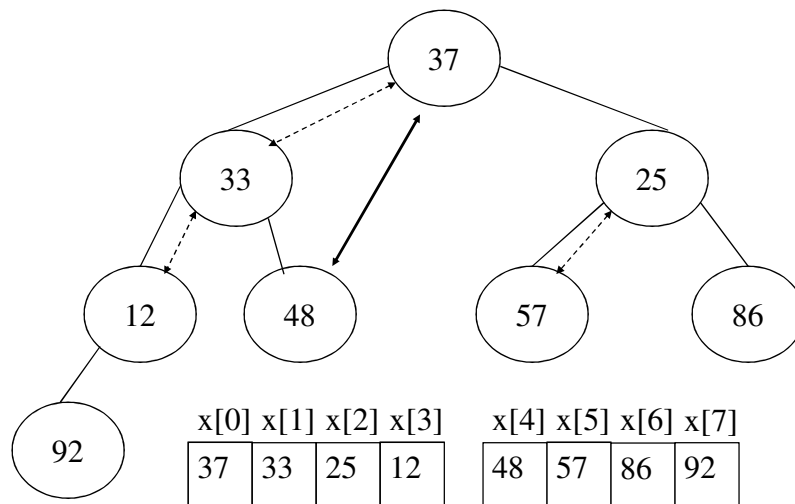 37
33 25
12 48 57 86
x[0] x[1] x[2] x[3] x[4] x[5] x[6] x[7]
92 37 33 25 12 48 57 86 92